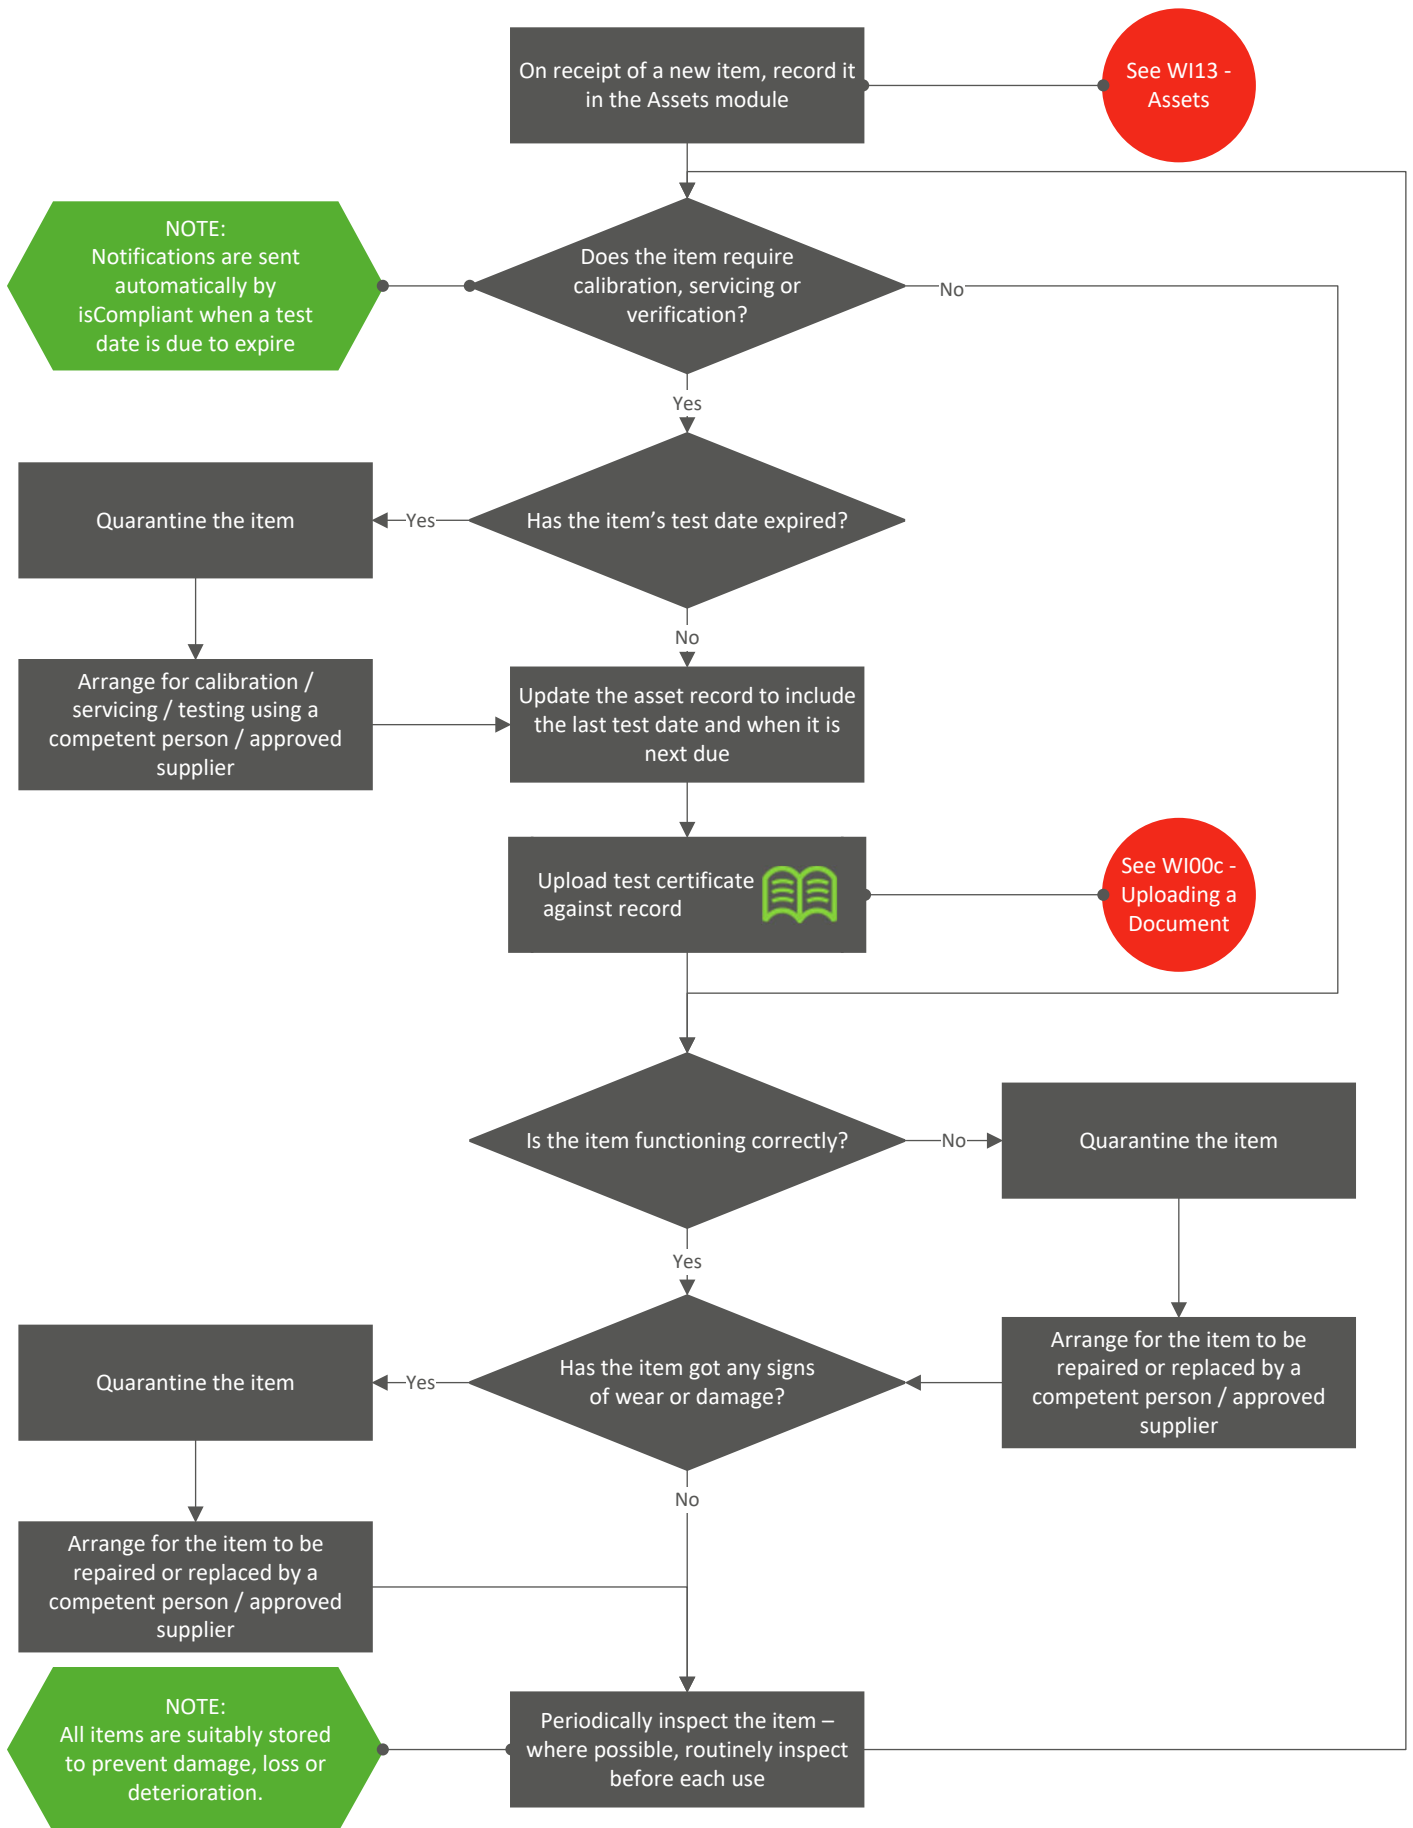 On receipt of a new item, record it
in the Assets module
See WI13 -
Assets
NOTE:
Notifications are sent
automatically by
isCompliant when a test
date is due to expire
Does the item require
calibration, servicing or
verification?
No
Yes
Quarantine the item
Yes
Has the item’s test date expired?
No
Arrange for calibration /
servicing / testing using a
competent person / approved
supplier
Update the asset record to include
the last test date and when it is
next due
Upload test certificate
against record
See WI00c -
Uploading a
Document
Is the item functioning correctly?
No
Quarantine the item
Yes
Quarantine the item
Yes
Has the item got any signs
of wear or damage?
Arrange for the item to be
repaired or replaced by a
competent person / approved
supplier
No
Arrange for the item to be
repaired or replaced by a
competent person / approved
supplier
NOTE:
All items are suitably stored
to prevent damage, loss or
deterioration.
Periodically inspect the item –
where possible, routinely inspect
before each use